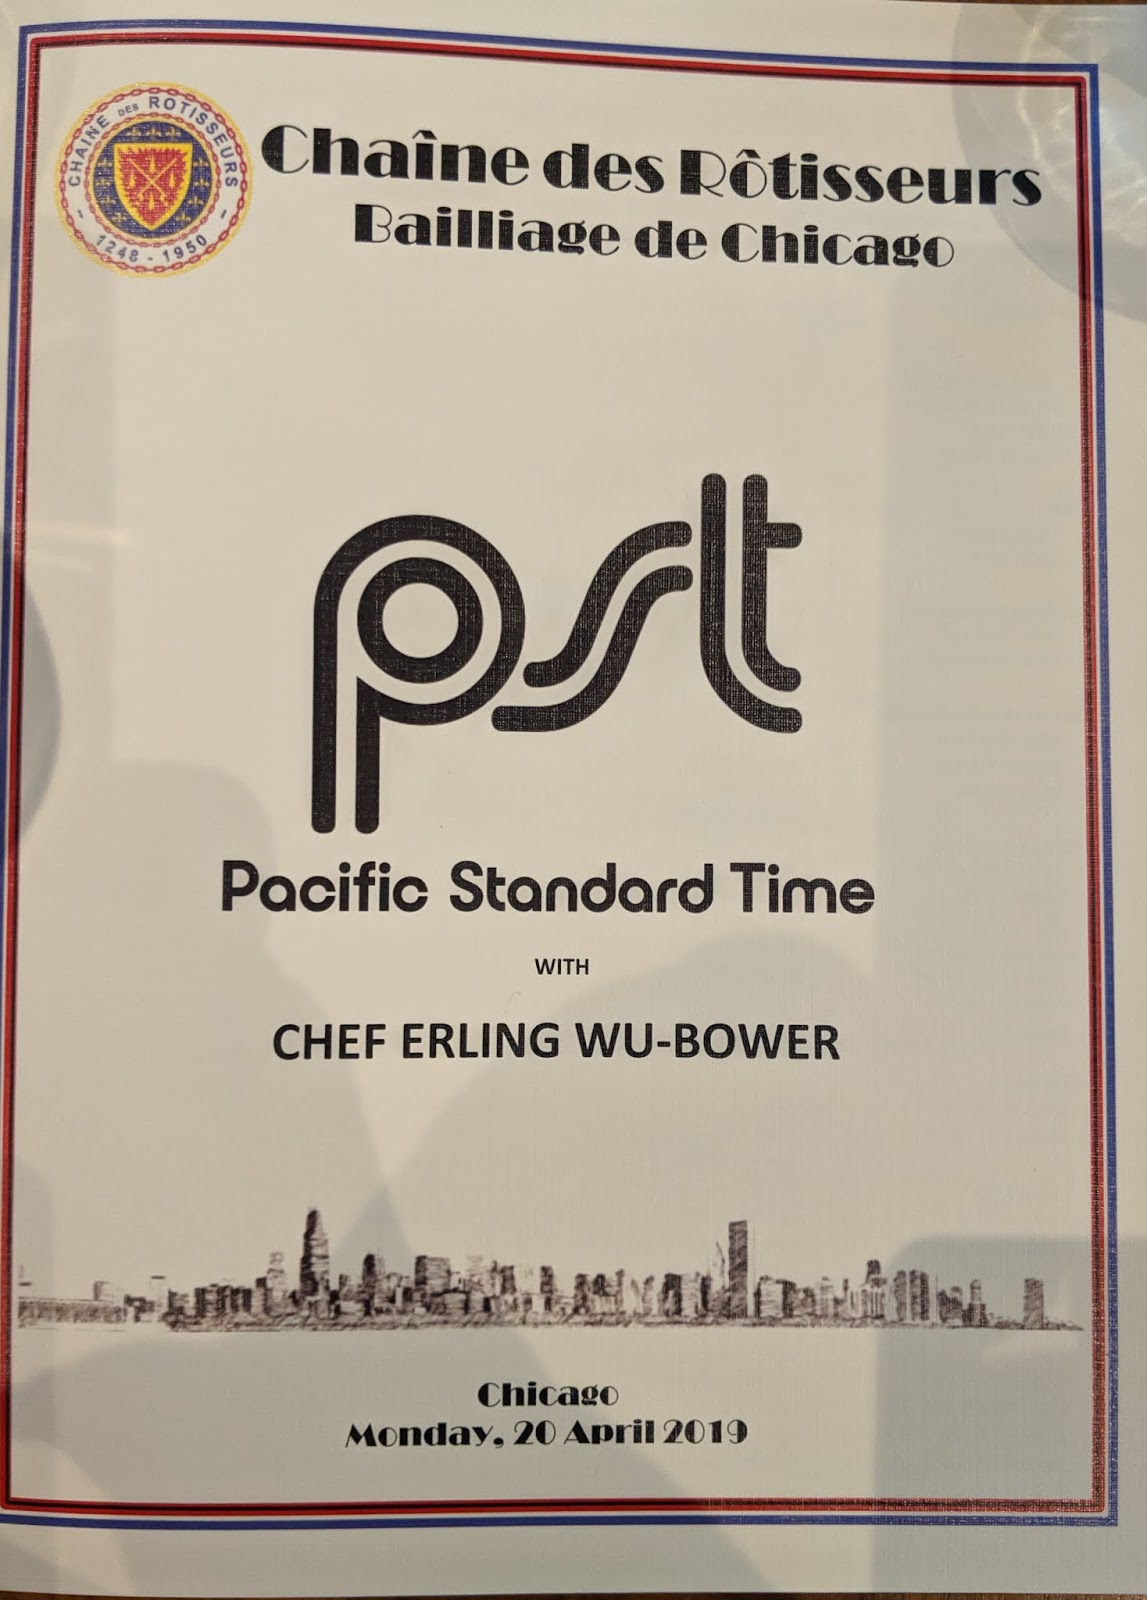 CHAINE DES ROTISSEURS
- 1248 - 1950 -
Chaîne des Rôtisseurs
Bailliage de Chicago
pst
Pacific Standard Time
WITH
CHEF ERLING WU-BOWER
Chicago
Monday, 20 April 2019